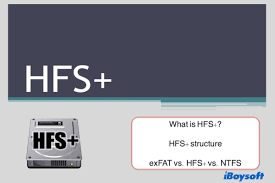 HFS+
HFS+
What is HFS+?
HFS+ structure
exFAT vs. HFS+ vs. NTFS
iBoysoft